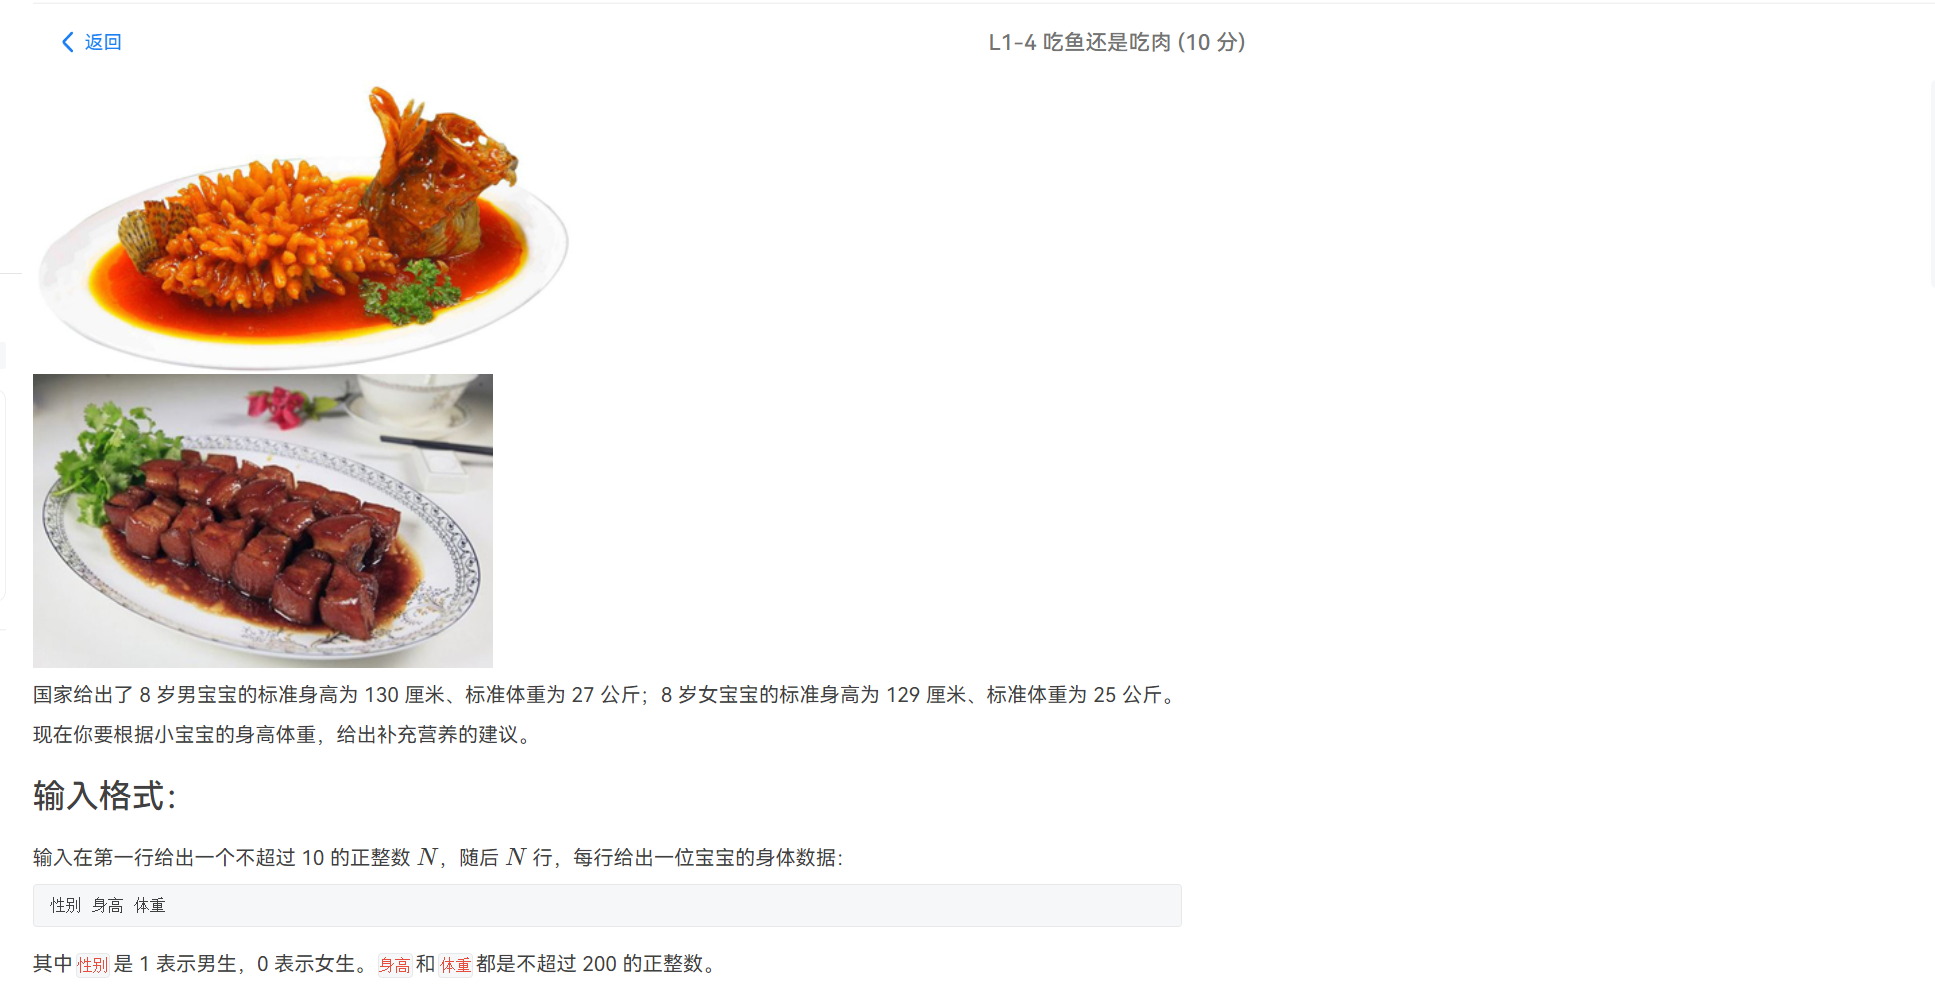 返回
L1-4 吃鱼还是吃肉 (10 分)
国家给出了 8 岁男宝宝的标准身高为 130 厘米、标准体重为 27 公斤；8 岁女宝宝的标准身高为 129 厘米、标准体重为 25 公斤。
现在你要根据小宝宝的身高体重，给出补充营养的建议。
输入格式：
输入在第一行给出一个不超过 10 的正整数 N，随后 N 行，每行给出一位宝宝的身体数据：
性别 身高 体重
其中性别是 1 表示男生，0 表示女生。身高和体重都是不超过 200 的正整数。